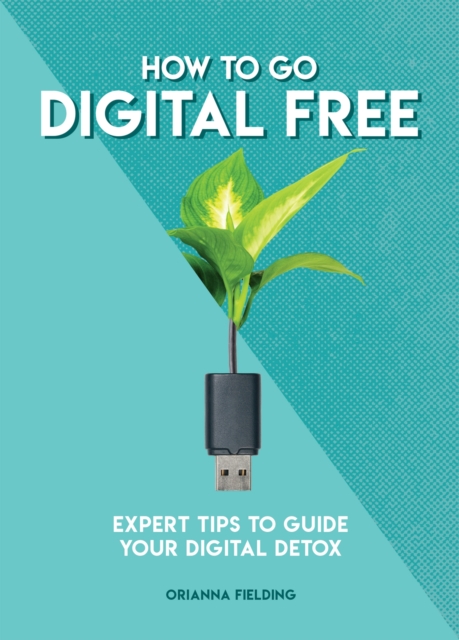 HOW TO GO
DIGITAL FREE
EXPERT TIPS TO GUIDE
YOUR DIGITAL DETOX
ORIANNA FIELDING